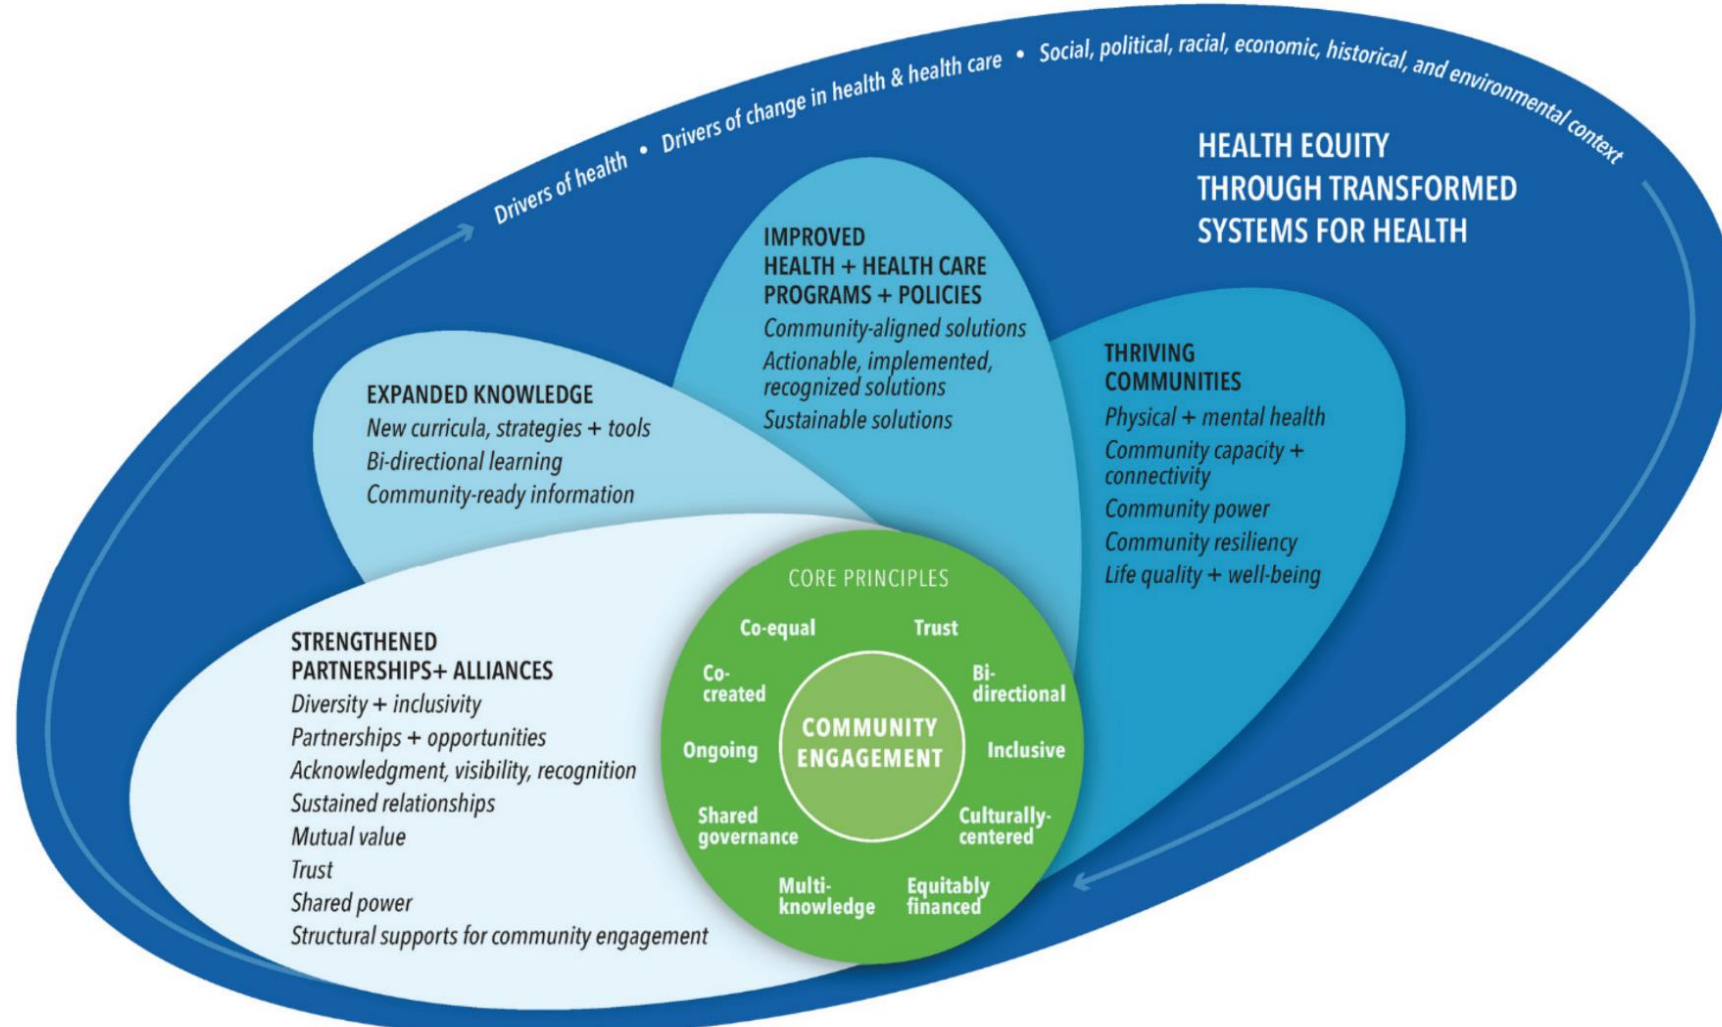 Drivers of health • Drivers of change in health & health care • Social, political, racial, economic, historical, and environmental context
HEALTH EQUITY
THROUGH TRANSFORMED
SYSTEMS FOR HEALTH
IMPROVED
HEALTH + HEALTH CARE
PROGRAMS + POLICIES
Community-aligned solutions
Actionable, implemented,
recognized solutions
Sustainable solutions
THRIVING
COMMUNITIES
Physical + mental health
Community capacity +
connectivity
Community power
Community resiliency
Life quality + well-being
EXPANDED KNOWLEDGE
New curricula, strategies + tools
Bi-directional learning
Community-ready information
STRENGTHENED
PARTNERSHIPS+ ALLIANCES
Diversity + inclusivity
Partnerships + opportunities
Acknowledgment, visibility, recognition
Sustained relationships
Mutual value
Trust
Shared power
Structural supports for community engagement
CORE PRINCIPLES
Co-equal
Trust
Co-
created
Bi-
directional
Ongoing
COMMUNITY
ENGAGEMENT
Inclusive
Shared
governance
Culturally-
centered
Multi-
knowledge
Equitably
financed